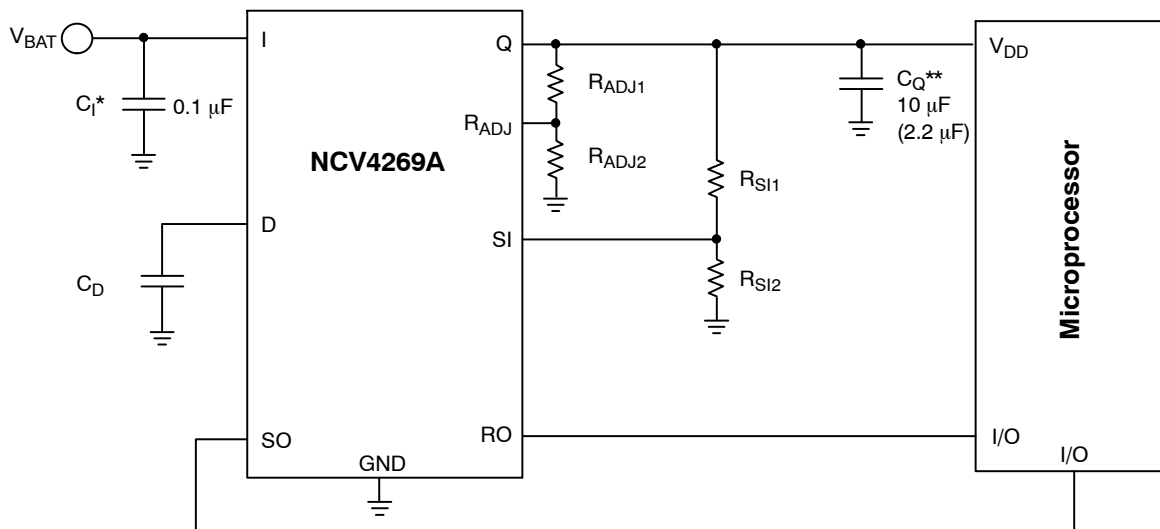 V_BAT
I
Q
V_DD
R_ADJ1
C_Q**
10 μF
(2.2 μF)
C_I*
0.1 μF
R_ADJ
R_ADJ2
NCV4269A
R_SI1
D
SI
C_D
R_SI2
Microprocessor
SO
RO
I/O
GND
I/O